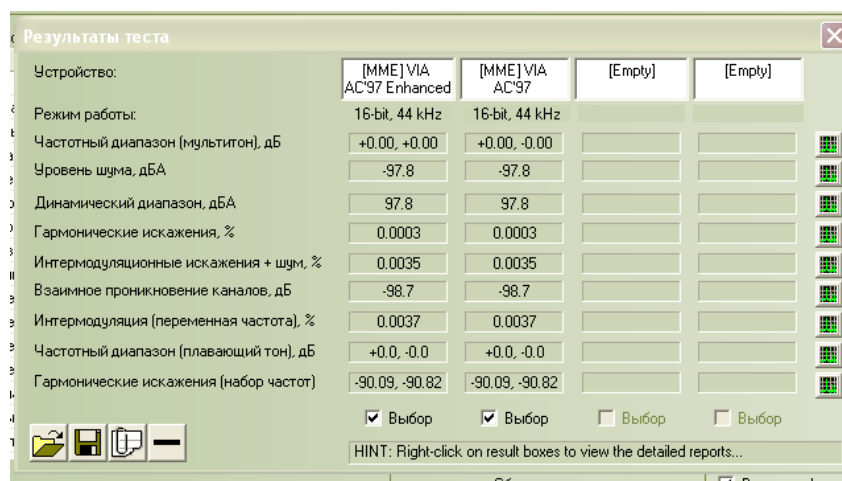 Результаты теста
Устройство: [MME] VIA AC'97 Enhanced [MME] VIA AC'97 [Empty] [Empty]
Режим работы: 16-bit, 44 kHz 16-bit, 44 kHz
Частотный диапазон (мультитон), дБ +0.00, +0.00 +0.00, -0.00
Уровень шума, дБА -97.8 -97.8
Динамический диапазон, дБА 97.8 97.8
Гармонические искажения, % 0.0003 0.0003
Интермодуляционные искажения + шум, % 0.0035 0.0035
Взаимное проникновение каналов, дБ -98.7 -98.7
Интермодуляция (переменная частота), % 0.0037 0.0037
Частотный диапазон (плавающий тон), дБ +0.0, -0.0 +0.0, -0.0
Гармонические искажения (набор частот) -90.09, -90.82 -90.09, -90.82
Выбор Выбор Выбор Выбор
HINT: Right-click on result boxes to view the detailed reports...